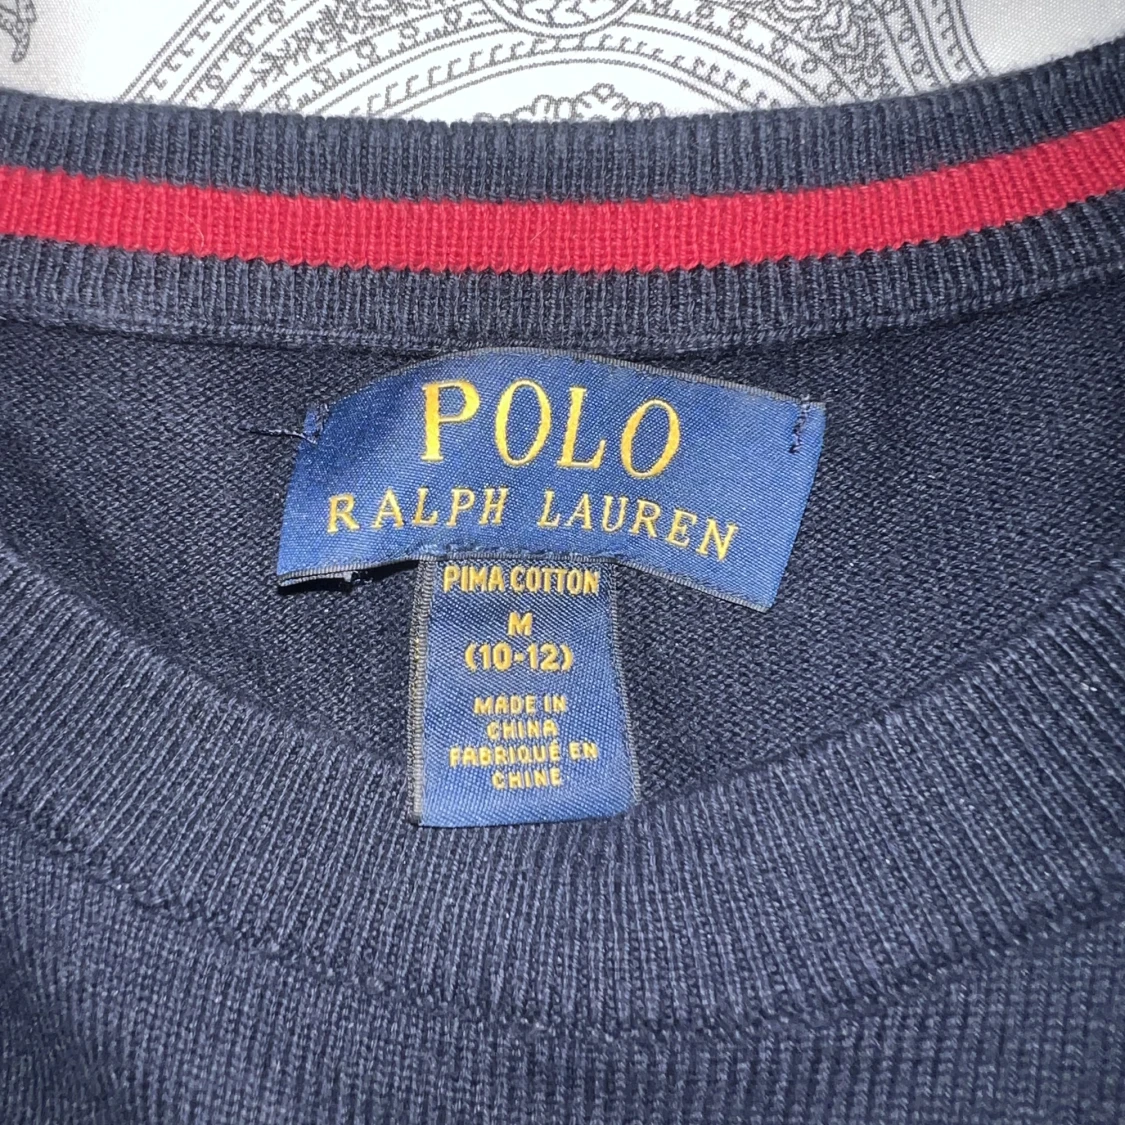 POLO
RALPH LAUREN
PIMA COTTON
M
(10-12)
MADE IN
CHINA
FABRIQUÉ EN
CHINE